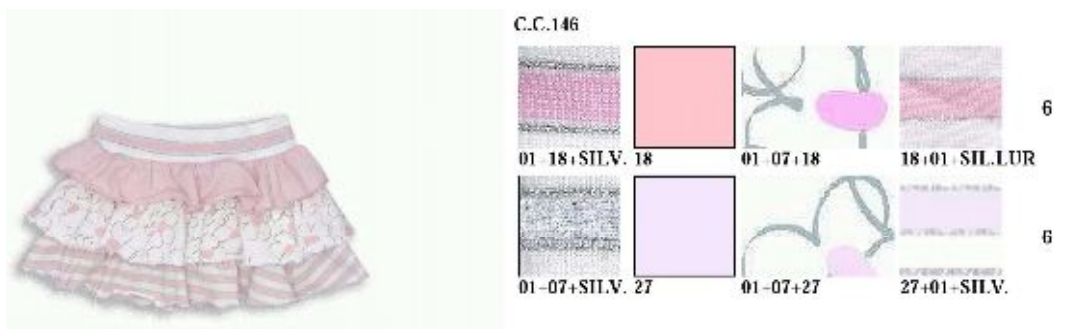 C.C.146
01-18+SILV. 18 01-07+18 18+01+SIL.LUR
6
01-07+SILV. 27 01-07+27 27+01+SILV.
6